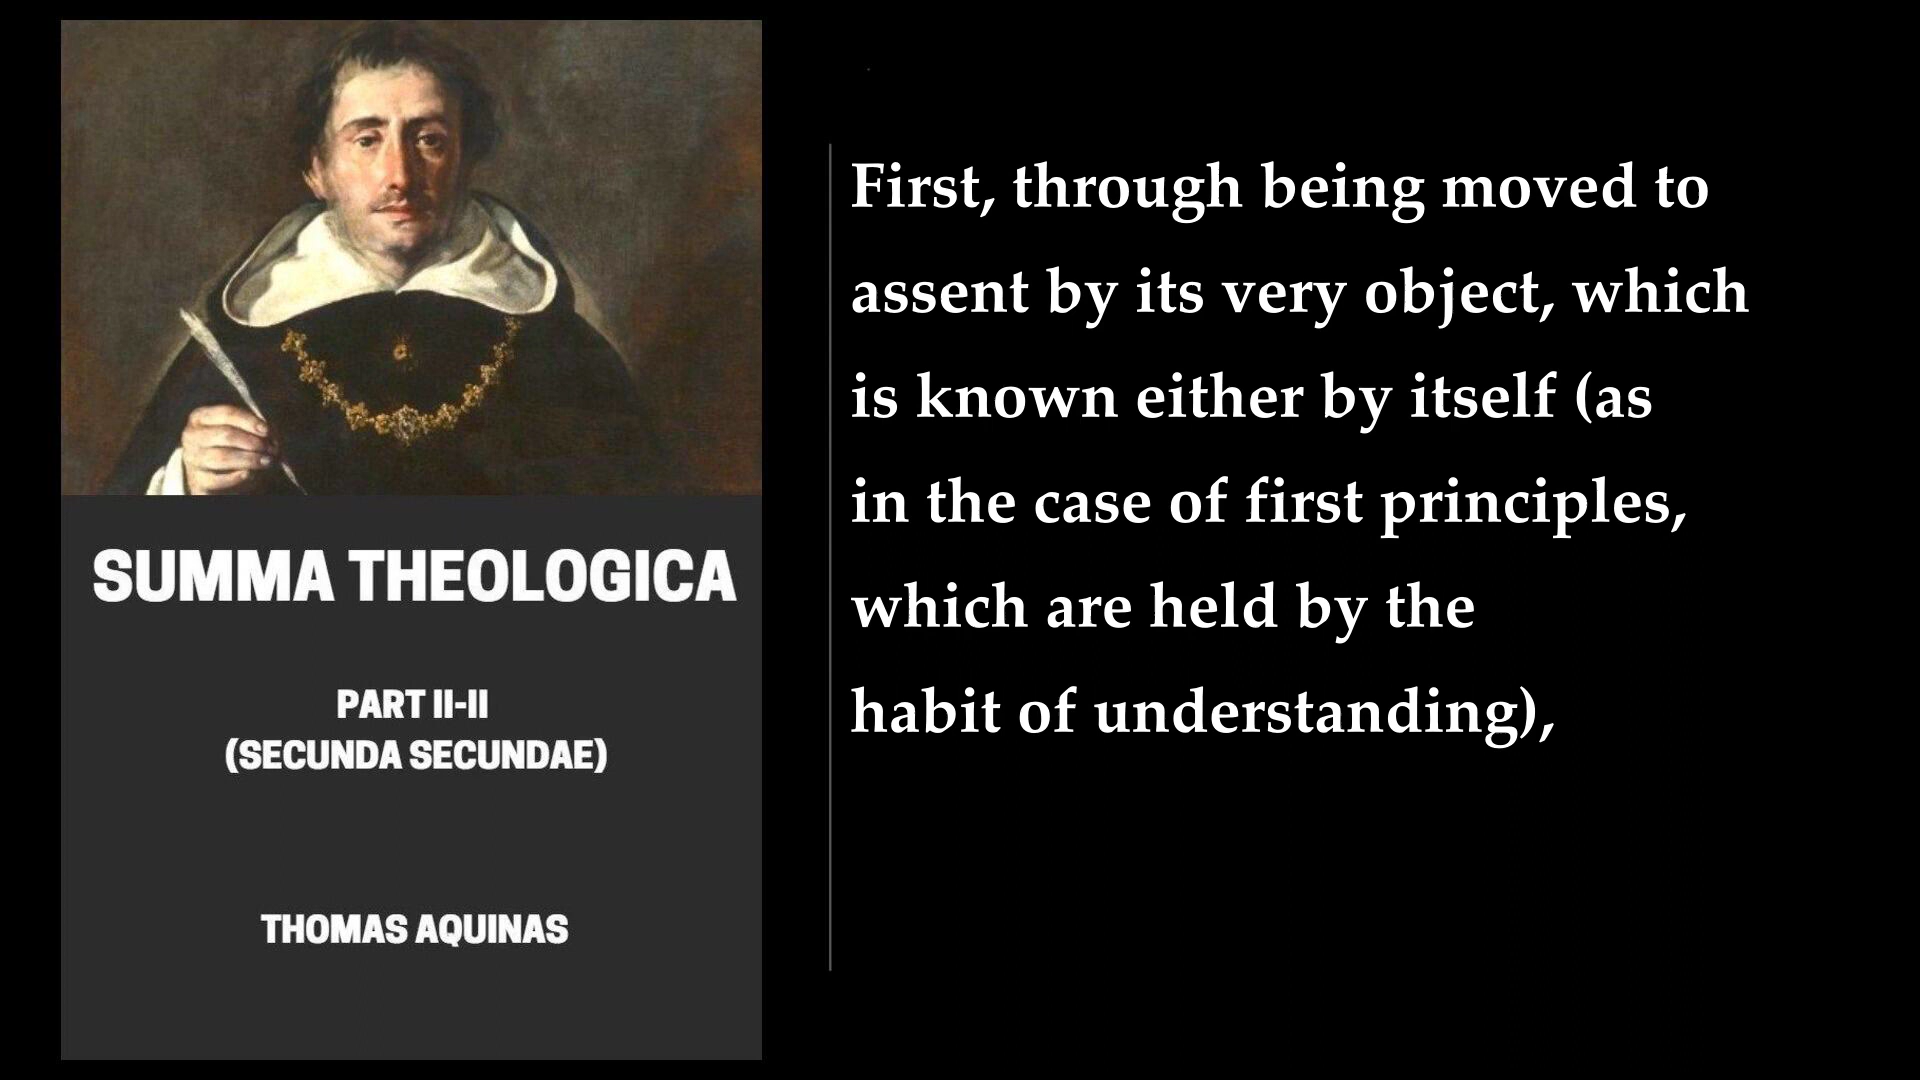 SUMMA THEOLOGICA
PART II-II
(SECUNDA SECUNDAE)
THOMAS AQUINAS
First, through being moved to
assent by its very object, which
is known either by itself (as
in the case of first principles,
which are held by the
habit of understanding),